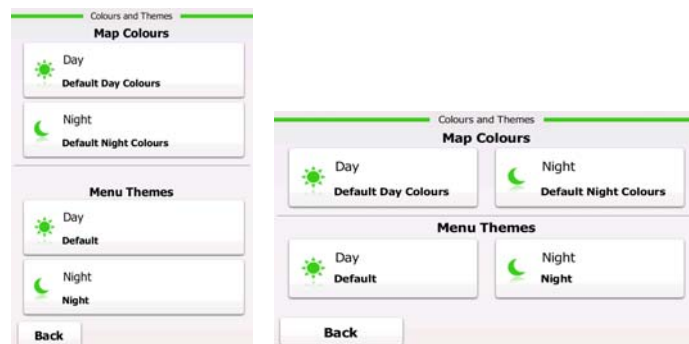 Colours and Themes
Map Colours
Day
Default Day Colours
Night
Default Night Colours
Menu Themes
Day
Default
Night
Night
Back
Colours and Themes
Map Colours
Day
Default Day Colours
Night
Default Night Colours
Menu Themes
Day
Default
Night
Night
Back